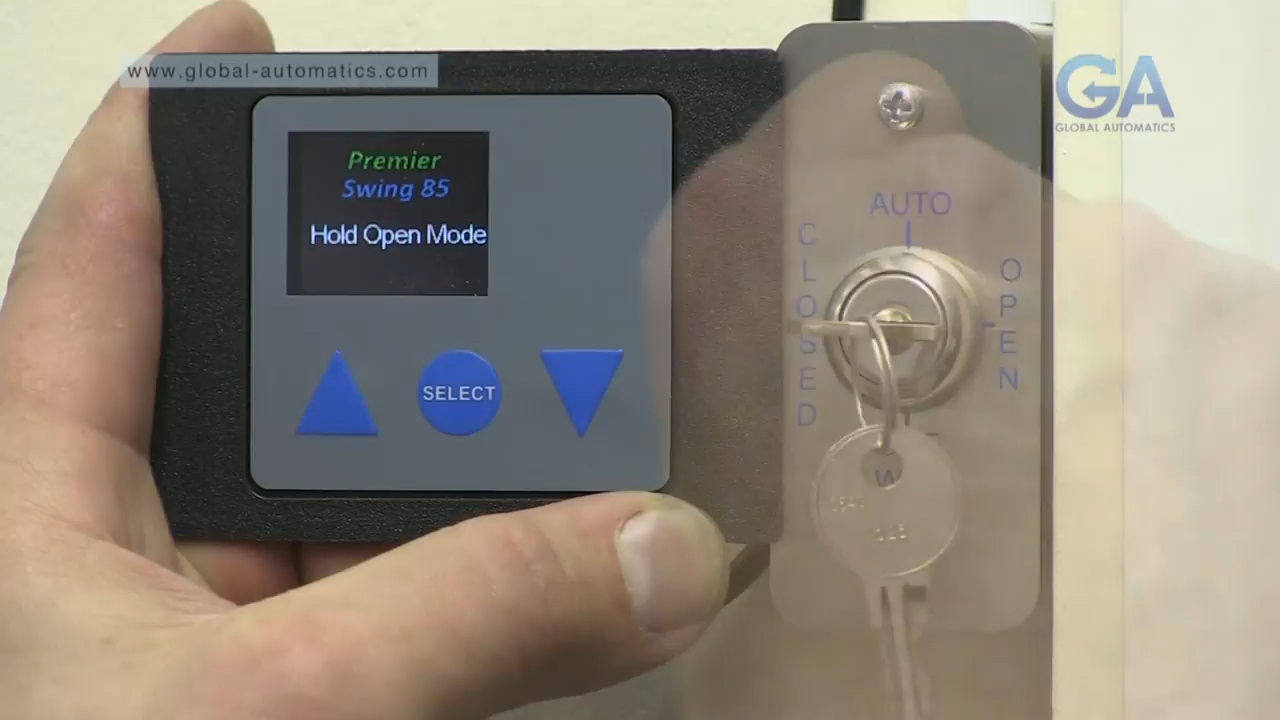 www.global-automatics.com
GA
GLOBAL AUTOMATICS
Premier
Swing 85
Hold Open Mode
SELECT
AUTO
CLOSED
OPEN
W